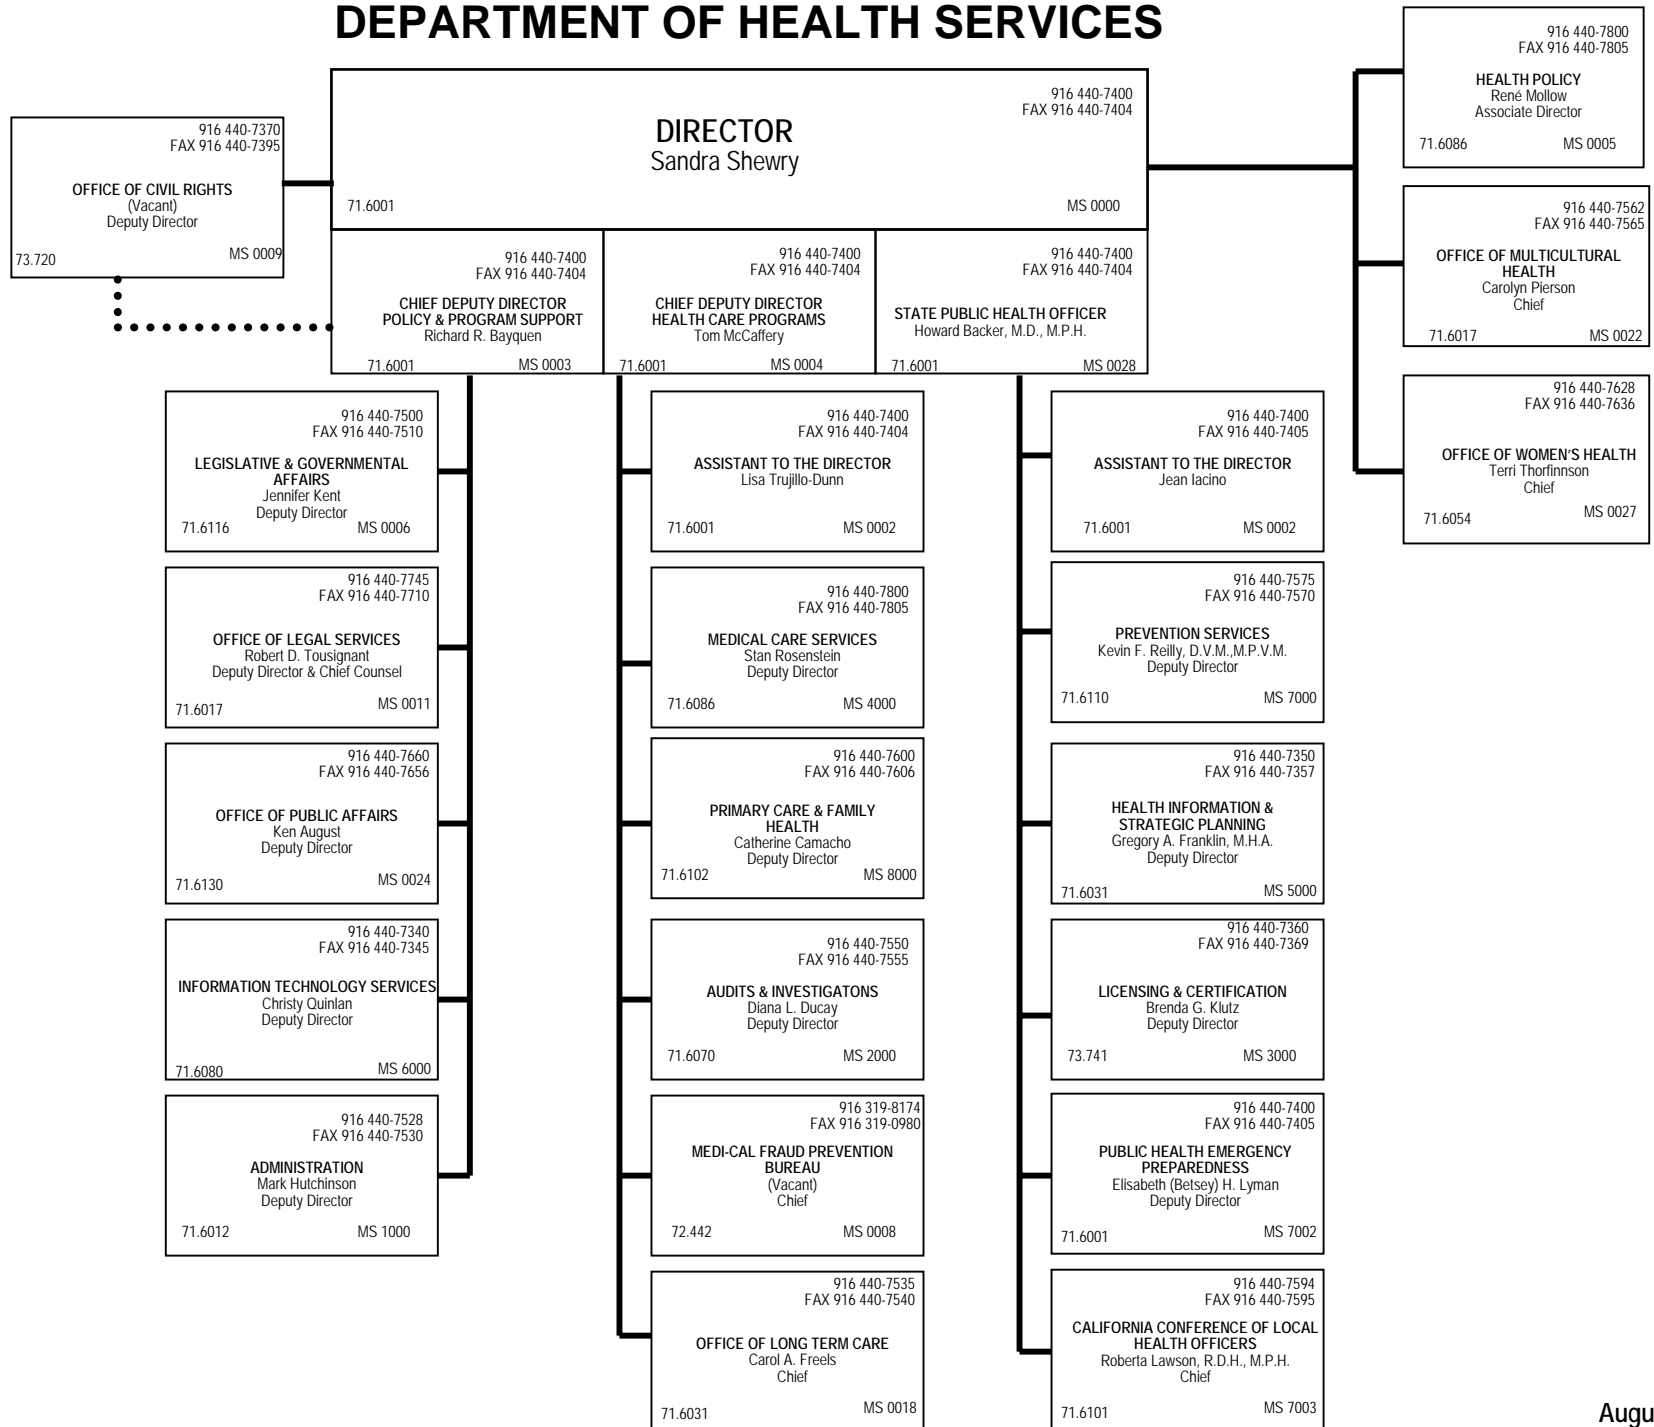 DEPARTMENT OF HEALTH SERVICES
916 440-7400
FAX 916 440-7404
DIRECTOR
Sandra Shewry
71.6001 MS 0000
916 440-7370
FAX 916 440-7395
OFFICE OF CIVIL RIGHTS
(Vacant)
Deputy Director
73.720 MS 0009
916 440-7800
FAX 916 440-7805
HEALTH POLICY
René Mollow
Associate Director
71.6086 MS 0005
916 440-7562
FAX 916 440-7565
OFFICE OF MULTICULTURAL
HEALTH
Carolyn Pierson
Chief
71.6017 MS 0022
916 440-7628
FAX 916 440-7636
OFFICE OF WOMEN'S HEALTH
Terri Thorfinnson
Chief
71.6054 MS 0027
916 440-7400
FAX 916 440-7404
CHIEF DEPUTY DIRECTOR
POLICY & PROGRAM SUPPORT
Richard R. Bayquen
71.6001 MS 0003
916 440-7400
FAX 916 440-7404
CHIEF DEPUTY DIRECTOR
HEALTH CARE PROGRAMS
Tom McCaffery
71.6001 MS 0004
916 440-7400
FAX 916 440-7404
STATE PUBLIC HEALTH OFFICER
Howard Backer, M.D., M.P.H.
71.6001 MS 0028
916 440-7500
FAX 916 440-7510
LEGISLATIVE & GOVERNMENTAL
AFFAIRS
Jennifer Kent
Deputy Director
71.6116 MS 0006
916 440-7745
FAX 916 440-7710
OFFICE OF LEGAL SERVICES
Robert D. Tousignant
Deputy Director & Chief Counsel
71.6017 MS 0011
916 440-7660
FAX 916 440-7656
OFFICE OF PUBLIC AFFAIRS
Ken August
Deputy Director
71.6130 MS 0024
916 440-7340
FAX 916 440-7345
INFORMATION TECHNOLOGY SERVICES
Christy Quinlan
Deputy Director
71.6080 MS 6000
916 440-7528
FAX 916 440-7530
ADMINISTRATION
Mark Hutchinson
Deputy Director
71.6012 MS 1000
916 440-7400
FAX 916 440-7404
ASSISTANT TO THE DIRECTOR
Lisa Trujillo-Dunn
71.6001 MS 0002
916 440-7800
FAX 916 440-7805
MEDICAL CARE SERVICES
Stan Rosenstein
Deputy Director
71.6086 MS 4000
916 440-7600
FAX 916 440-7606
PRIMARY CARE & FAMILY
HEALTH
Catherine Camacho
Deputy Director
71.6102 MS 8000
916 440-7550
FAX 916 440-7555
AUDITS & INVESTIGATONS
Diana L. Ducay
Deputy Director
71.6070 MS 2000
916 319-8174
FAX 916 319-0980
MEDI-CAL FRAUD PREVENTION
BUREAU
(Vacant)
Chief
72.442 MS 0008
916 440-7535
FAX 916 440-7540
OFFICE OF LONG TERM CARE
Carol A. Freels
Chief
71.6031 MS 0018
916 440-7400
FAX 916 440-7405
ASSISTANT TO THE DIRECTOR
Jean Iacino
71.6001 MS 0002
916 440-7575
FAX 916 440-7570
PREVENTION SERVICES
Kevin F. Reilly, D.V.M.,M.P.V.M.
Deputy Director
71.6110 MS 7000
916 440-7350
FAX 916 440-7357
HEALTH INFORMATION &
STRATEGIC PLANNING
Gregory A. Franklin, M.H.A.
Deputy Director
71.6031 MS 5000
916 440-7360
FAX 916 440-7369
LICENSING & CERTIFICATION
Brenda G. Klutz
Deputy Director
73.741 MS 3000
916 440-7400
FAX 916 440-7405
PUBLIC HEALTH EMERGENCY
PREPAREDNESS
Elisabeth (Betsey) H. Lyman
Deputy Director
71.6001 MS 7002
916 440-7594
FAX 916 440-7595
CALIFORNIA CONFERENCE OF LOCAL
HEALTH OFFICERS
Roberta Lawson, R.D.H., M.P.H.
Chief
71.6101 MS 7003
Augu